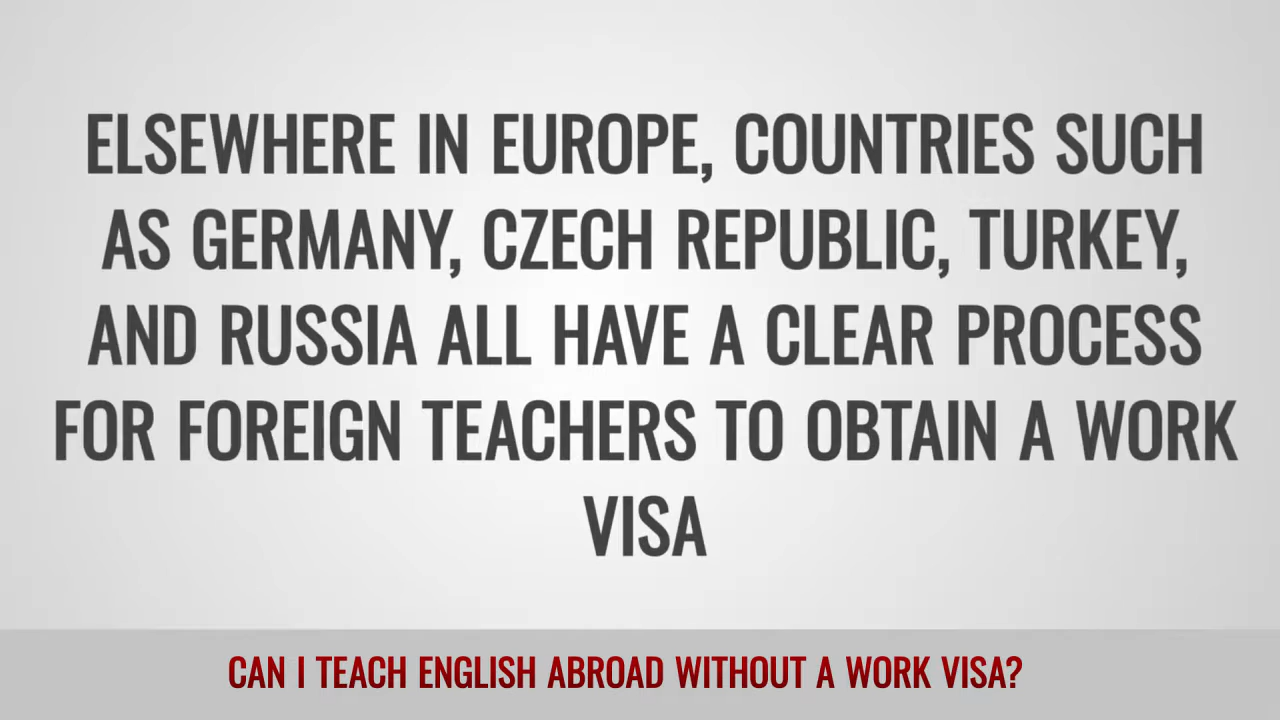 ELSEWHERE IN EUROPE, COUNTRIES SUCH
AS GERMANY, CZECH REPUBLIC, TURKEY,
AND RUSSIA ALL HAVE A CLEAR PROCESS
FOR FOREIGN TEACHERS TO OBTAIN A WORK
VISA
CAN I TEACH ENGLISH ABROAD WITHOUT A WORK VISA?